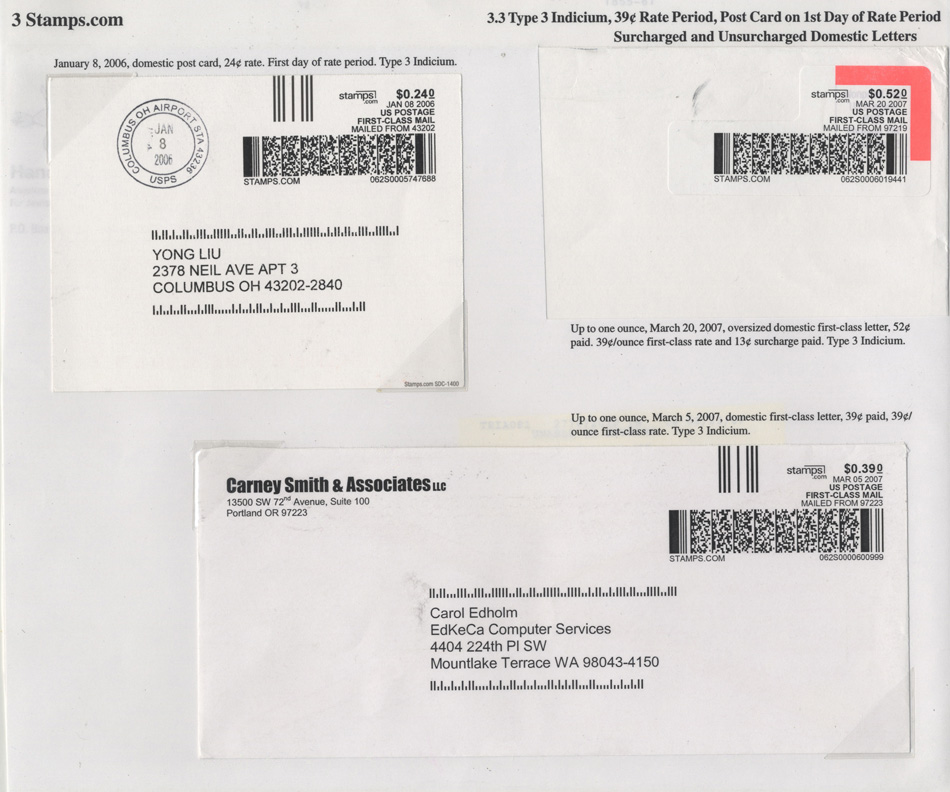 3 Stamps.com
3.3 Type 3 Indicium, 39¢ Rate Period, Post Card on 1st Day of Rate Period
Surcharged and Unsurcharged Domestic Letters
January 8, 2006, domestic post card, 24¢ rate. First day of rate period. Type 3 Indicium.
COLUMBUS OH AIRPORT STA 43236
JAN
8
2006
USPS
stamps.com
$0.240
JAN 08 2006
US POSTAGE
FIRST-CLASS MAIL
MAILED FROM 43202
STAMPS.COM 062S0005747688
YONG LIU
2378 NEIL AVE APT 3
COLUMBUS OH 43202-2840
Stamps.com SDC-1400
stamps.com
$0.520
MAR 20 2007
US POSTAGE
FIRST-CLASS MAIL
MAILED FROM 97219
STAMPS.COM 062S0006019441
Up to one ounce, March 20, 2007, oversized domestic first-class letter, 52¢
paid. 39¢/ounce first-class rate and 13¢ surcharge paid. Type 3 Indicium.
Up to one ounce, March 5, 2007, domestic first-class letter, 39¢ paid, 39¢/
ounce first-class rate. Type 3 Indicium.
Carney Smith & Associates LLC
13500 SW 72nd Avenue, Suite 100
Portland OR 97223
stamps.com
$0.390
MAR 05 2007
US POSTAGE
FIRST-CLASS MAIL
MAILED FROM 97223
STAMPS.COM 062S0000600999
Carol Edholm
EdKeCa Computer Services
4404 224th Pl SW
Mountlake Terrace WA 98043-4150